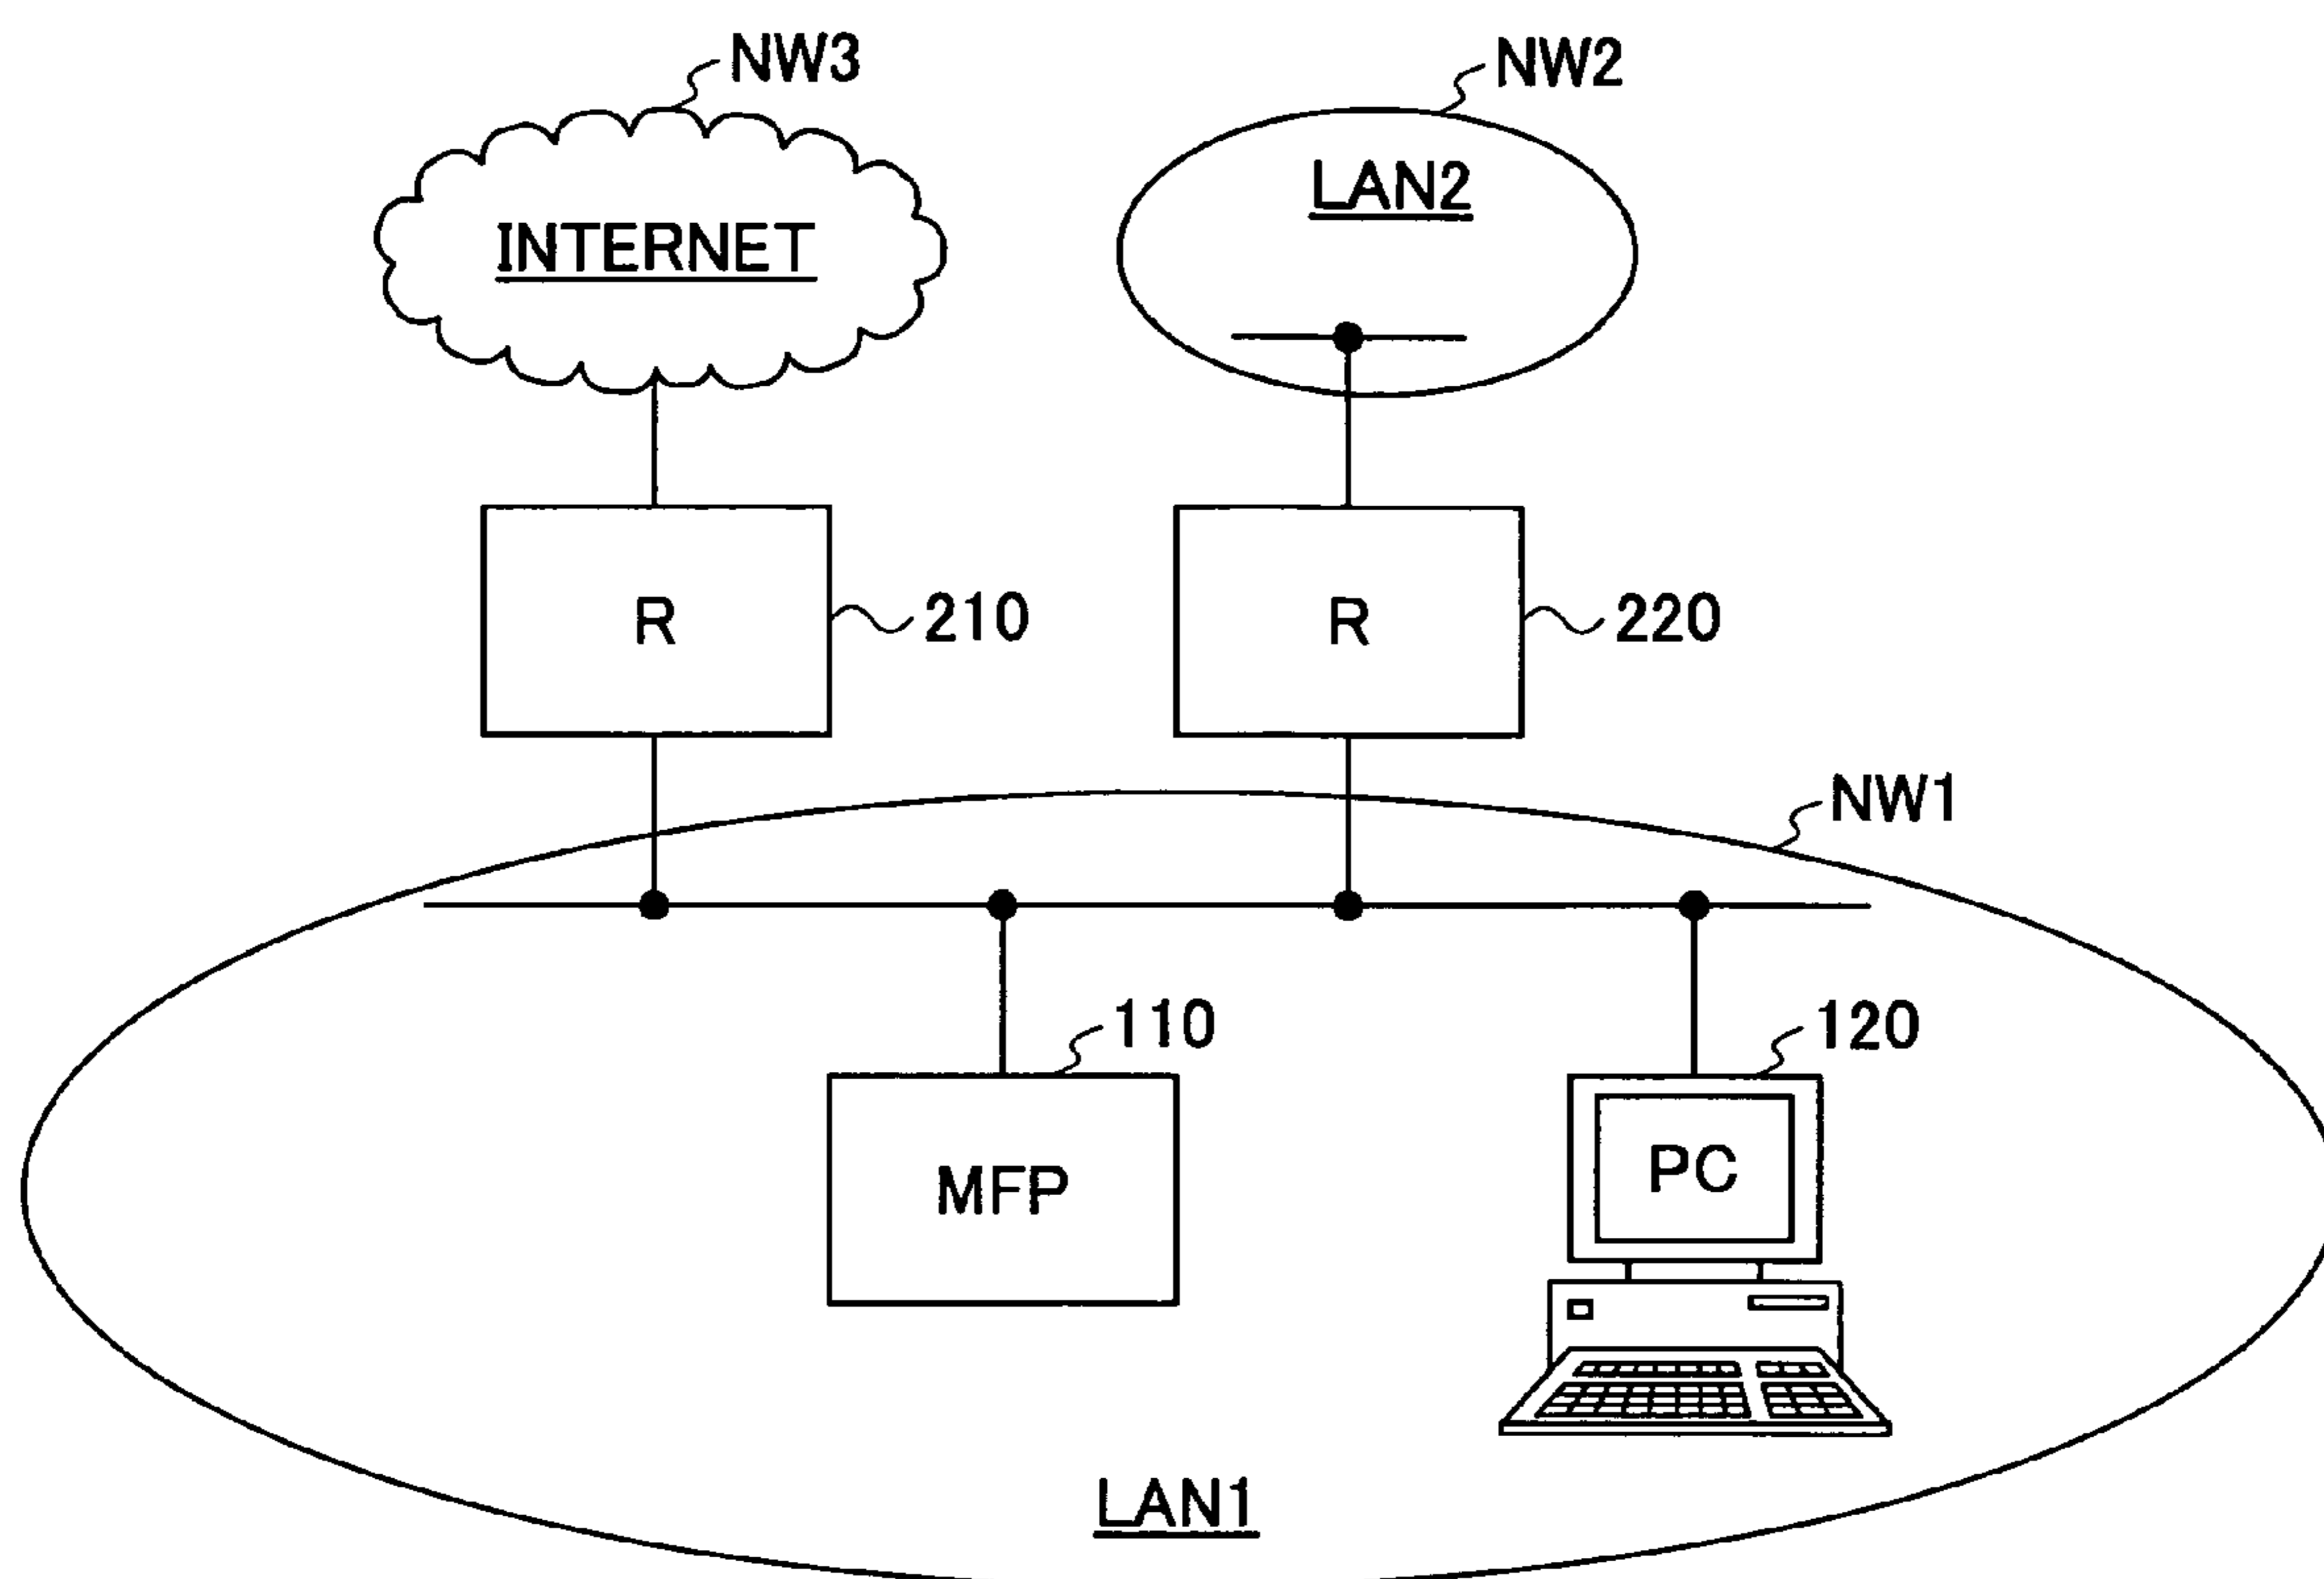 NW3
NW2
LAN2
INTERNET
R
210
R
220
NW1
110
120
MFP
PC
LAN1